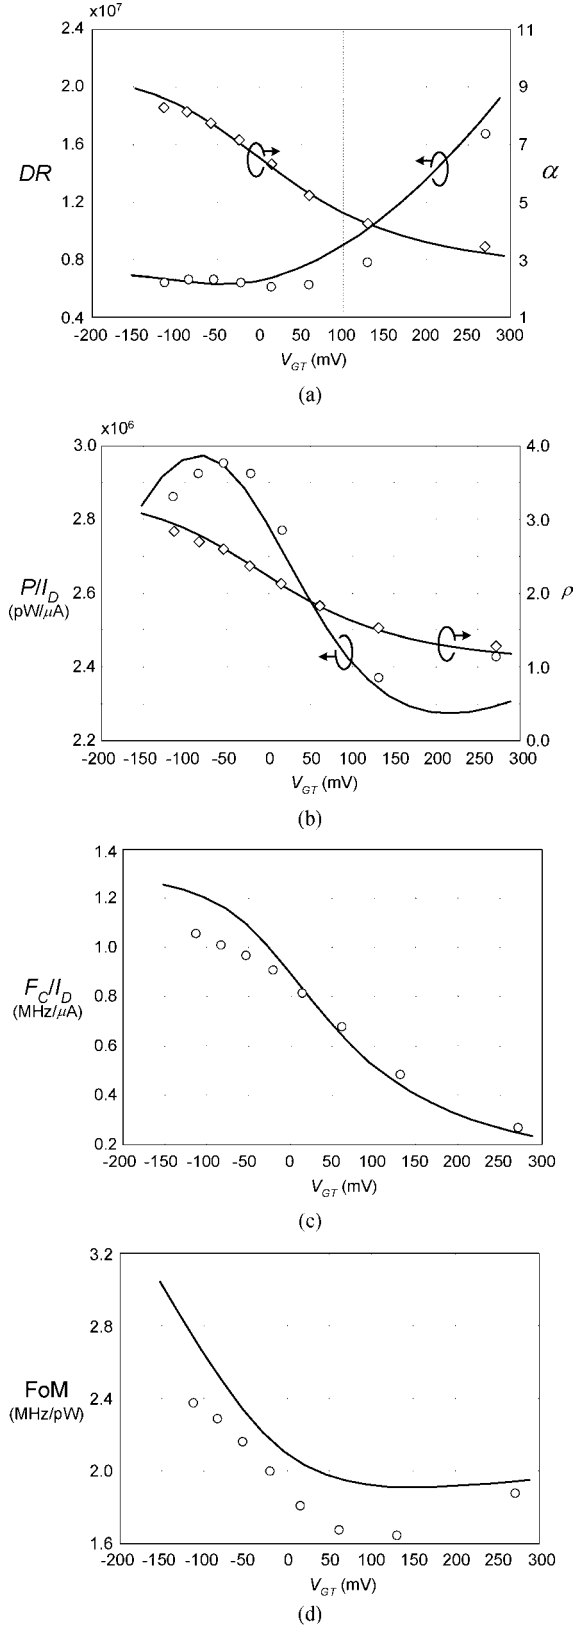 x10⁷
2.4 11
2.0 9
1.6 7
DR α
1.2 5
0.8 3
0.4 1
-200 -150 -100 -50 0 50 100 150 200 250 300
V_GT (mV)
(a)
x10⁶
3.0 4.0
2.8 3.0
P/I_D ρ
2.6 2.0
(pW/μA)
2.4 1.0
2.2 0.0
-200 -150 -100 -50 0 50 100 150 200 250 300
V_GT (mV)
(b)
1.4
1.2
1.0
F_C/I_D
0.8
(MHz/μA)
0.6
0.4
0.2
-200 -150 -100 -50 0 50 100 150 200 250 300
V_GT (mV)
(c)
3.2
2.8
FoM
2.4
(MHz/pW)
2.0
1.6
-200 -150 -100 -50 0 50 100 150 200 250 300
V_GT (mV)
(d)